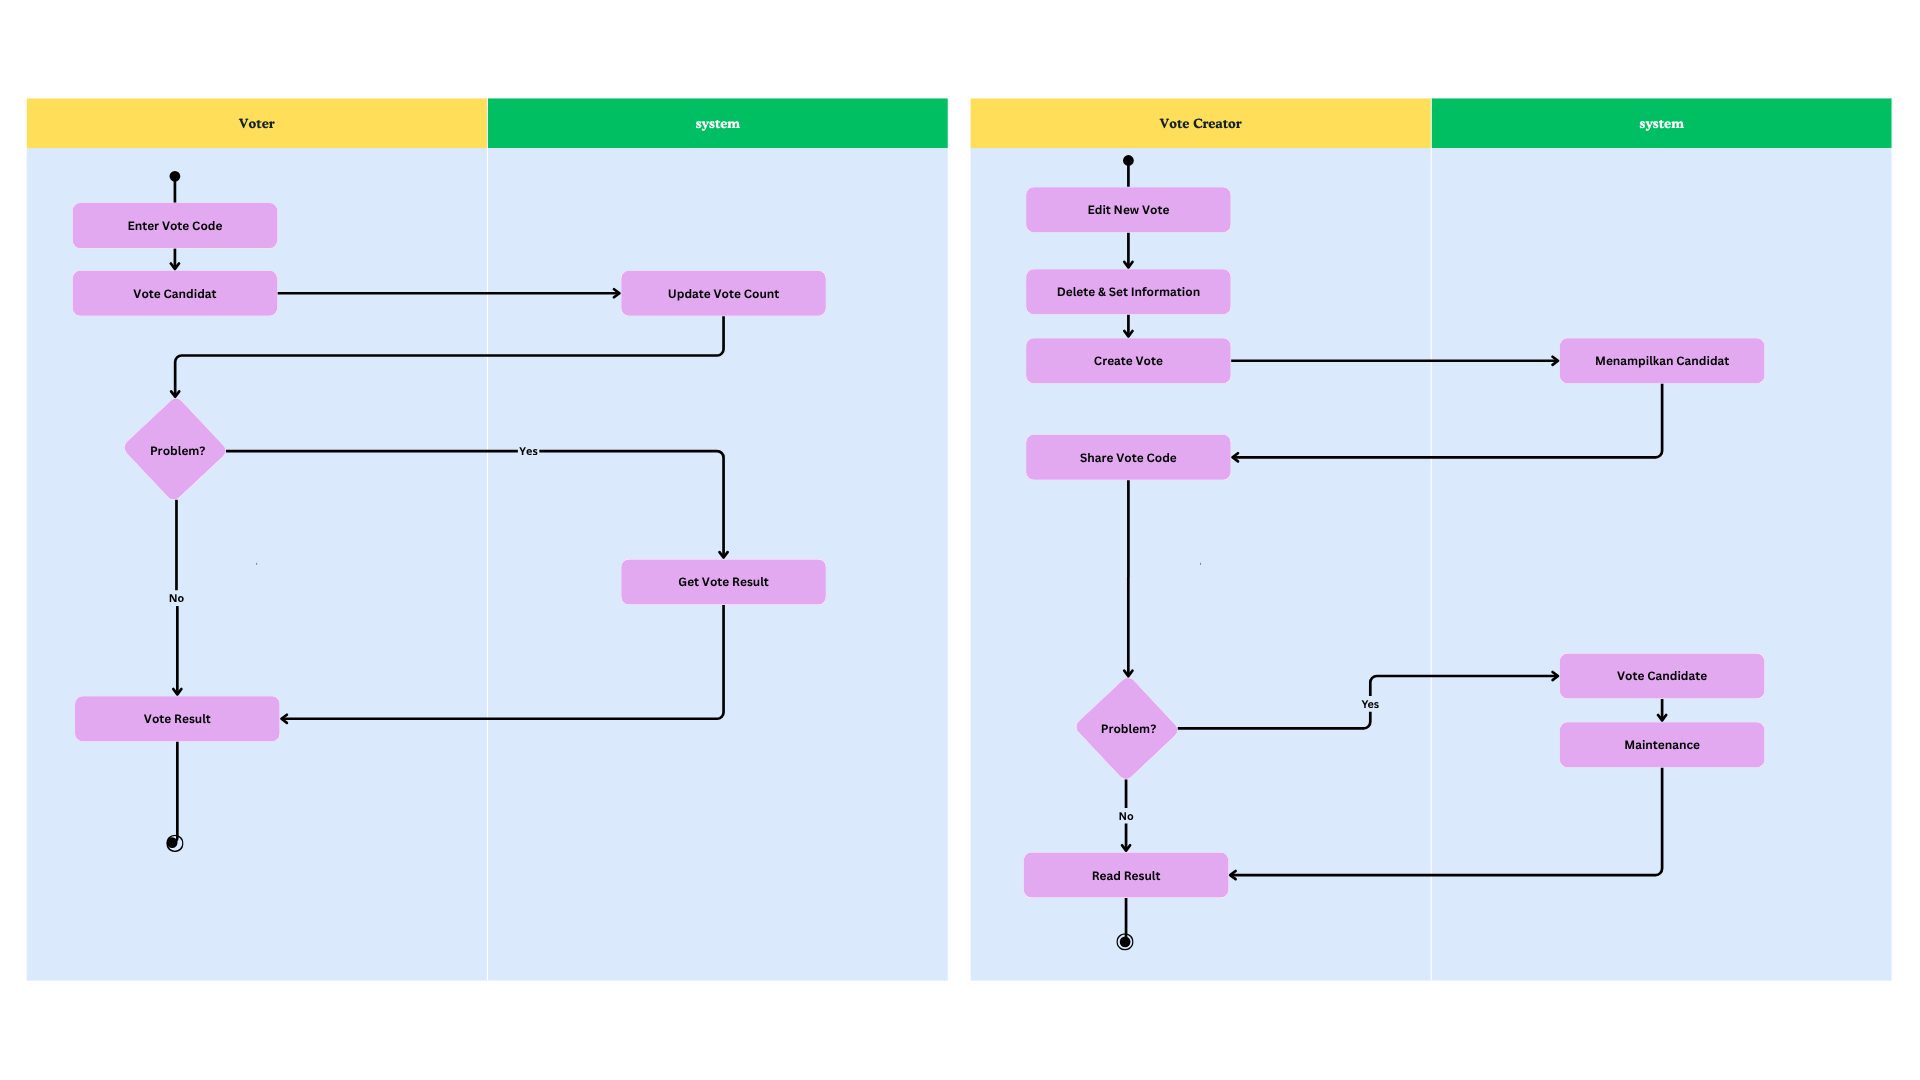 Voter
system
Enter Vote Code
Vote Candidat
Update Vote Count
Problem?
Yes
Get Vote Result
No
Vote Result
Vote Creator
system
Edit New Vote
Delete & Set Information
Create Vote
Menampilkan Candidat
Share Vote Code
Vote Candidate
Yes
Problem?
Maintenance
No
Read Result